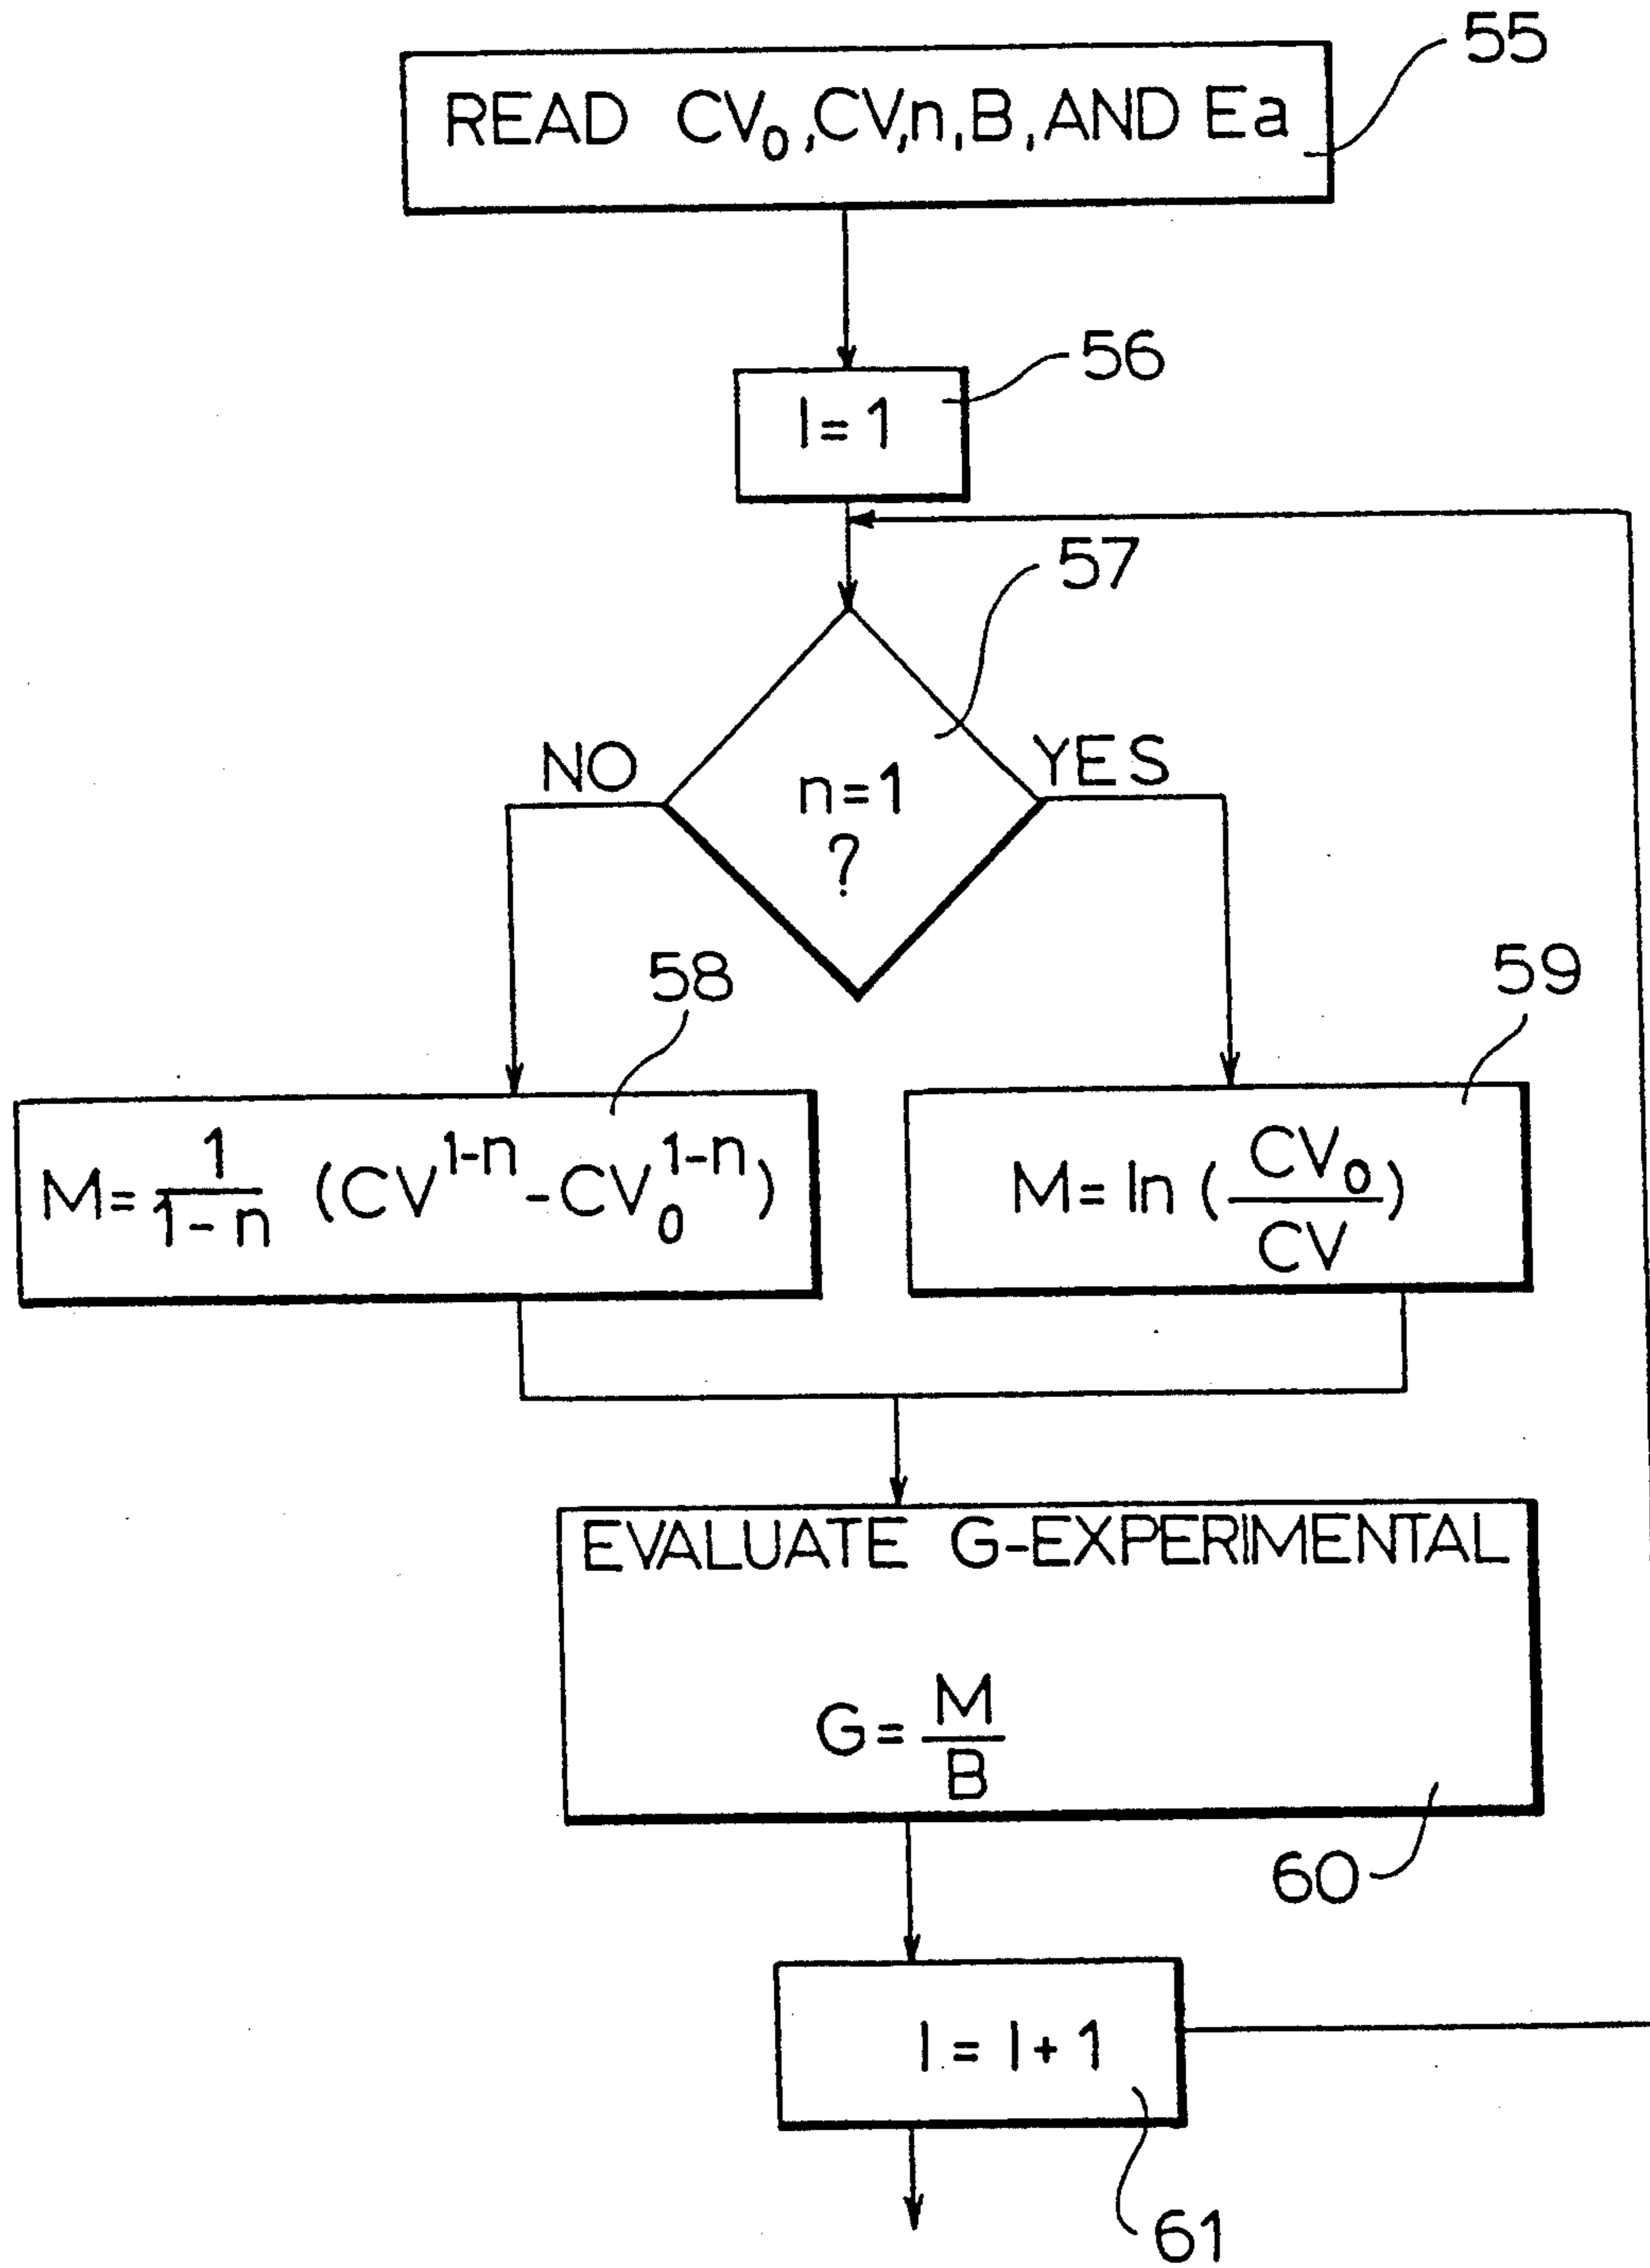 55
READ CV₀,CV,n,B,AND Ea
56
I=1
57
NO
YES
n=1
?
58
59
M=1/(1-n) (CV^(1-n)-CV₀^(1-n))
M=ln(CV₀/CV)
EVALUATE G-EXPERIMENTAL
G=M/B
60
I=I+1
61